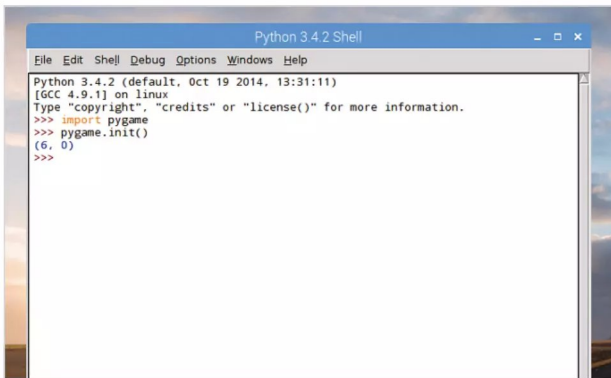 Python 3.4.2 Shell
File Edit Shell Debug Options Windows Help
Python 3.4.2 (default, Oct 19 2014, 13:31:11)
[GCC 4.9.1] on linux
Type "copyright", "credits" or "license()" for more information.
>>> import pygame
>>> pygame.init()
(6, 0)
>>>